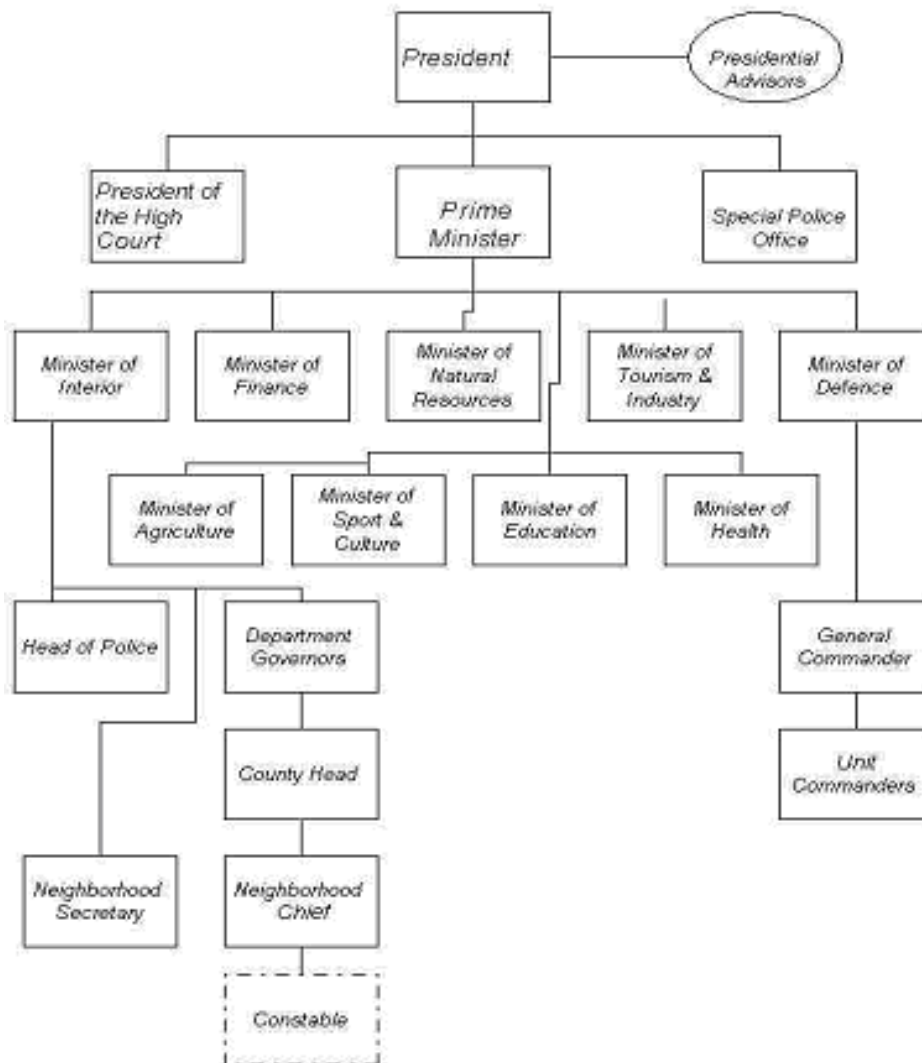 President
Presidential
Advisors
President of
the High
Court
Prime
Minister
Special Police
Office
Minister of
Interior
Minister of
Finance
Minister of
Natural
Resources
Minister of
Tourism &
Industry
Minister of
Defence
Minister of
Agriculture
Minister of
Sport &
Culture
Minister of
Education
Minister of
Health
Head of Police
Department
Governors
General
Commander
County Head
Unit
Commanders
Neighborhood
Secretary
Neighborhood
Chief
Constable